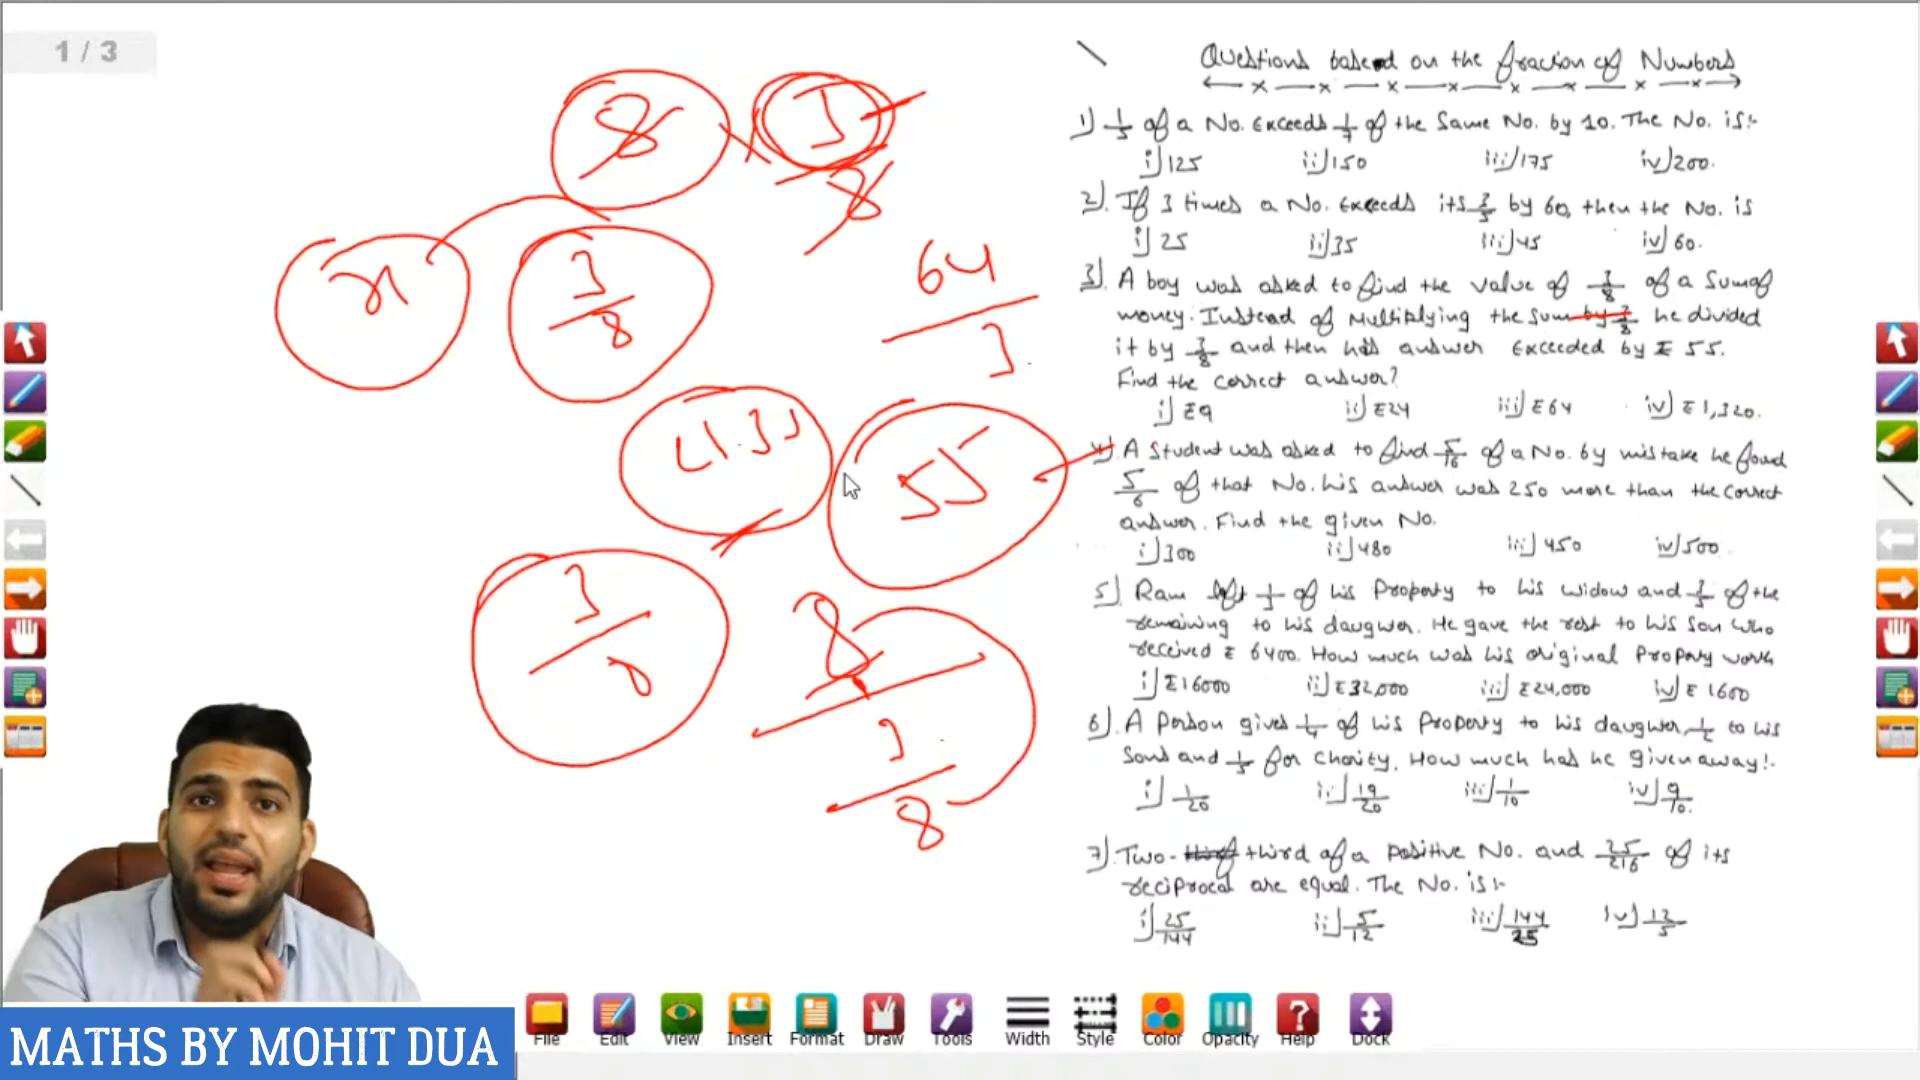 1 / 3
Questions based on the fraction of Numbers
1) 1/5 of a No. Exceeds 1/7 of the Same No. by 10. The No. is:-
i) 125 ii) 150 iii) 175 iv) 200.
2). If 3 times a No. Exceeds its 3/5 by 60, then the No. is
i) 25 ii) 35 iii) 45 iv) 60.
3). A boy was asked to find the value of 3/8 of a Sum of
money. Instead of Multiplying the Sum by 3/8 he divided
it by 3/8 and then his answer Exceeded by ₹ 55.
Find the correct answer?
i) ₹9 ii) ₹24 iii) ₹64 iv) ₹1,320.
4) A Student was asked to find 5/16 of a No. by mistake he found
5/6 of that No. his answer was 250 more than the correct
answer. Find the given No.
i) 300 ii) 480 iii) 450 iv) 500
5). Ram left 1/3 of his Property to his widow and 3/5 of the
remaining to his daugwer. He gave the rest to his Son who
received ₹ 6400. How much was his original Property work
i) ₹16000 ii) ₹32,000 iii) ₹24,000 iv) ₹1600
6). A Person gives 1/4 of his Property to his daugwer, 1/2 to his
Sons and 1/5 for Charity. How much has he given away!-
i) 1/20 ii) 19/20 iii) 1/10 iv) 9/10.
7). Two- third of a Positive No. and 25/216 of its
reciprocal are equal. The No. is:-
i) 25/144 ii) 5/12 iii) 144/25 iv) 12/5
8 × 3/8
x 3/8
64/3
55
3/8
8/3/8
MATHS BY MOHIT DUA
File Edit View Insert Format Draw Tools Width Style Color Opacity Help Dock